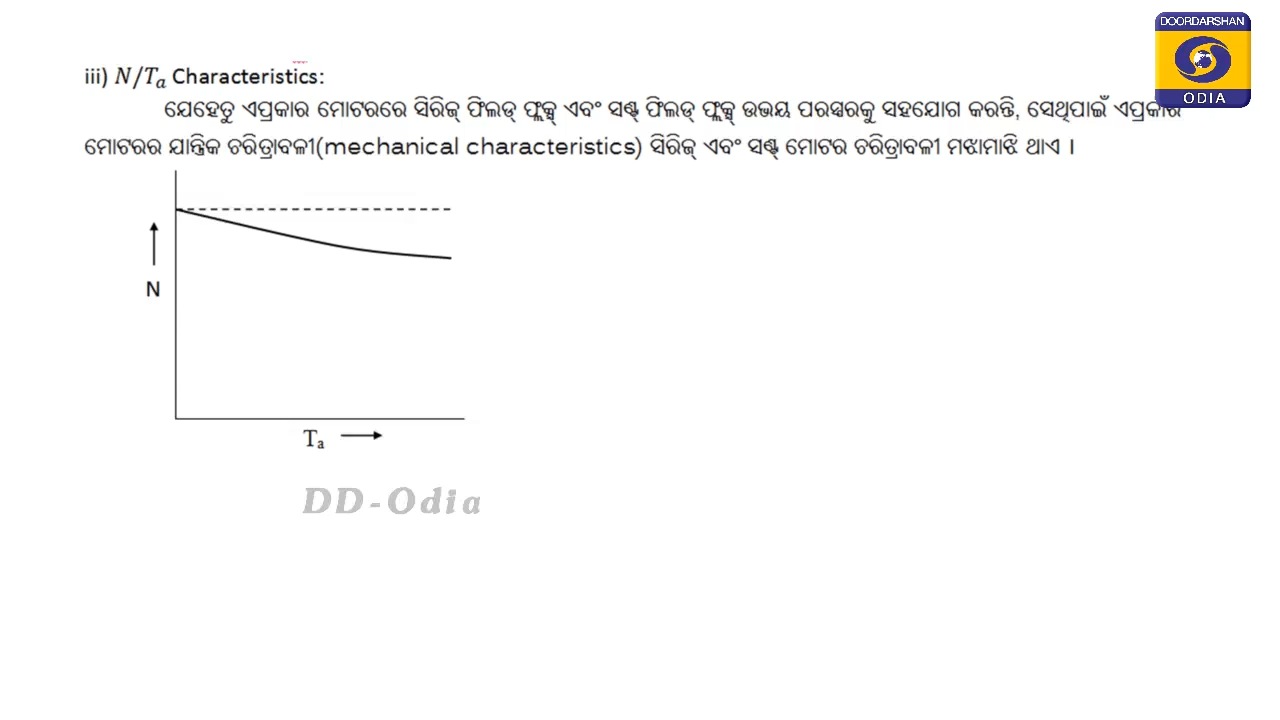 DOORDARSHAN
ODIA
iii) N/Tₐ Characteristics:
ଯେହେତୁ ଏପ୍ରକାର ମୋଟରରେ ସିରିଜ୍ ଫିଲଡ୍ ଫ୍ଲକ୍ସ୍ ଏବଂ ସଣ୍ଟ୍ ଫିଲଡ୍ ଫ୍ଲକ୍ସ୍ ଉଭୟ ପରସ୍ପରକୁ ସହଯୋଗ କରନ୍ତି, ସେଥିପାଇଁ ଏପ୍ରକାର
ମୋଟରର ଯାନ୍ତ୍ରିକ ଚରିତ୍ରାବଳୀ(mechanical characteristics) ସିରିଜ୍ ଏବଂ ସଣ୍ଟ୍ ମୋଟର ଚରିତ୍ରାବଳୀ ମଝାମାଝି ଥାଏ ।
N
Tₐ
DD-Odia